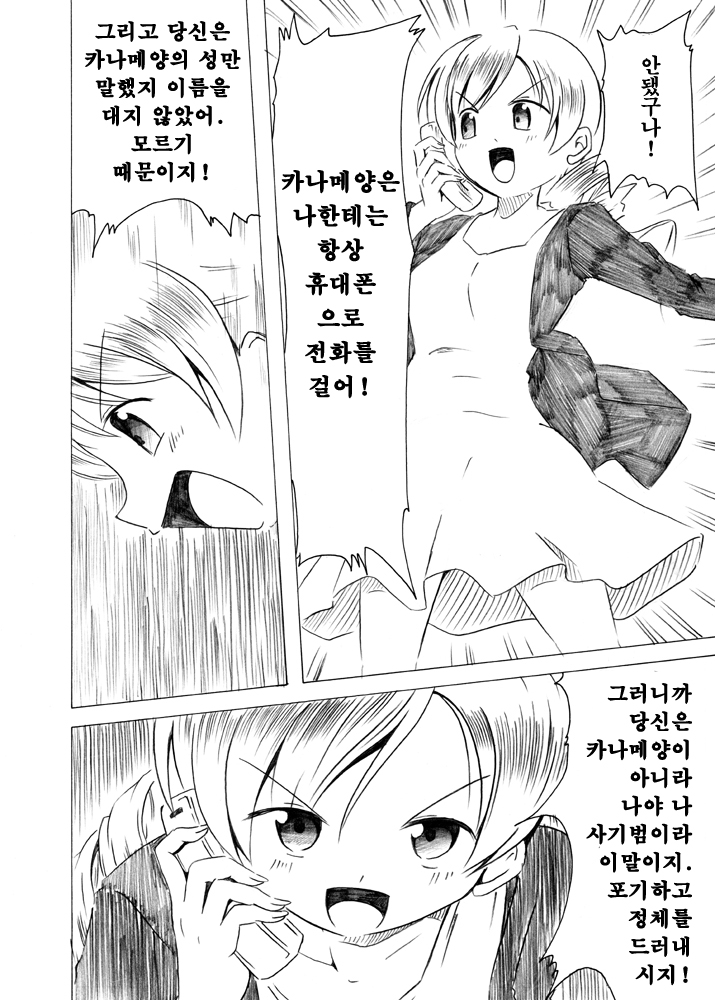 안
됐구나!
카나메양은
나한테는
항상
휴대폰
으로
전화를
걸어!
그리고 당신은
카나메양의 성만
말했지 이름을
대지 않았어.
모르기
때문이지!
그러니까
당신은
카나메양이
아니라
나야 나
사기범이라
이말이지.
포기하고
정체를
드러내
시지!